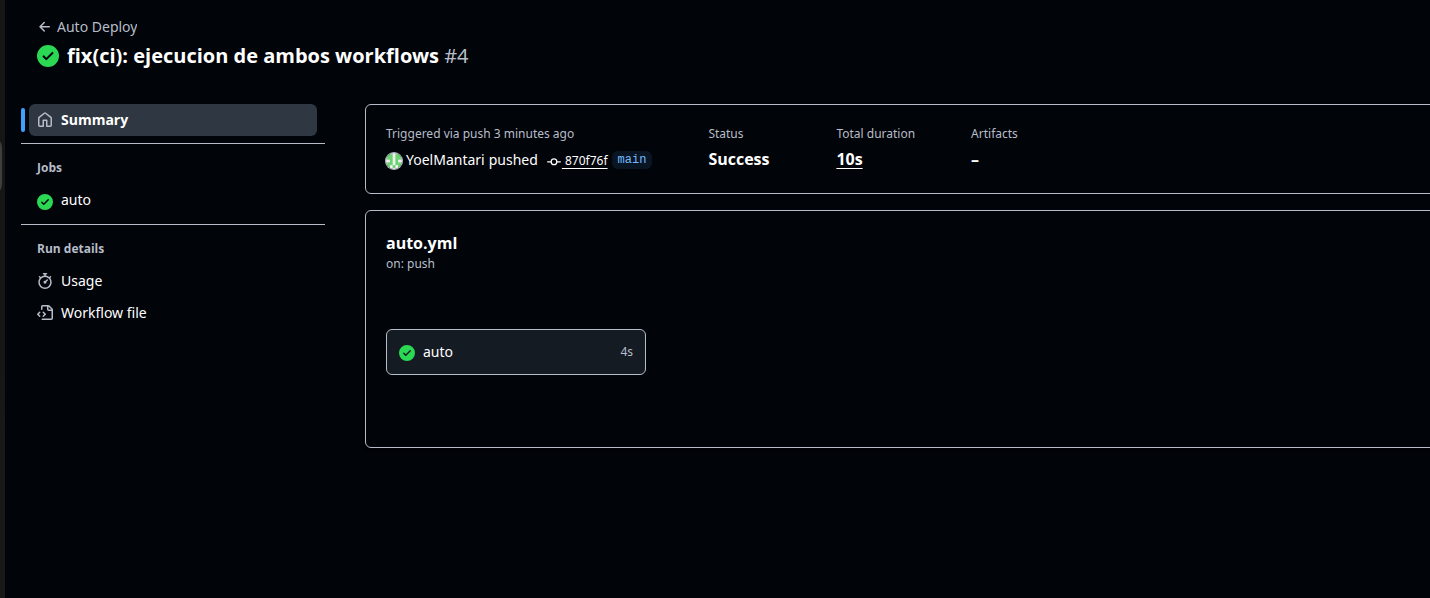 Auto Deploy
fix(ci): ejecucion de ambos workflows #4
Summary
Jobs
auto
Run details
Usage
Workflow file
Triggered via push 3 minutes ago
YoelMantari pushed 870f76f main
Status
Success
Total duration
10s
Artifacts
–
auto.yml
on: push
auto 4s